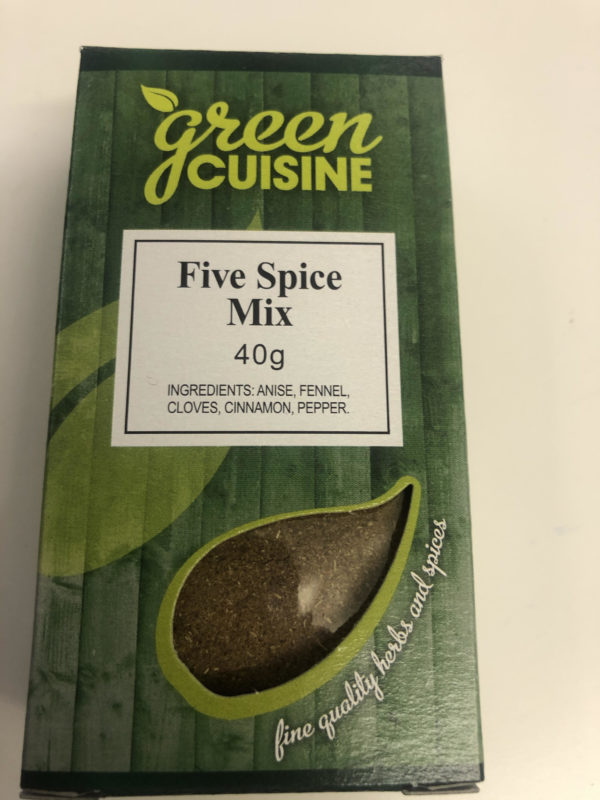 green
CUISINE
Five Spice
Mix
40g
INGREDIENTS: ANISE, FENNEL,
CLOVES, CINNAMON, PEPPER.
fine quality herbs and spices